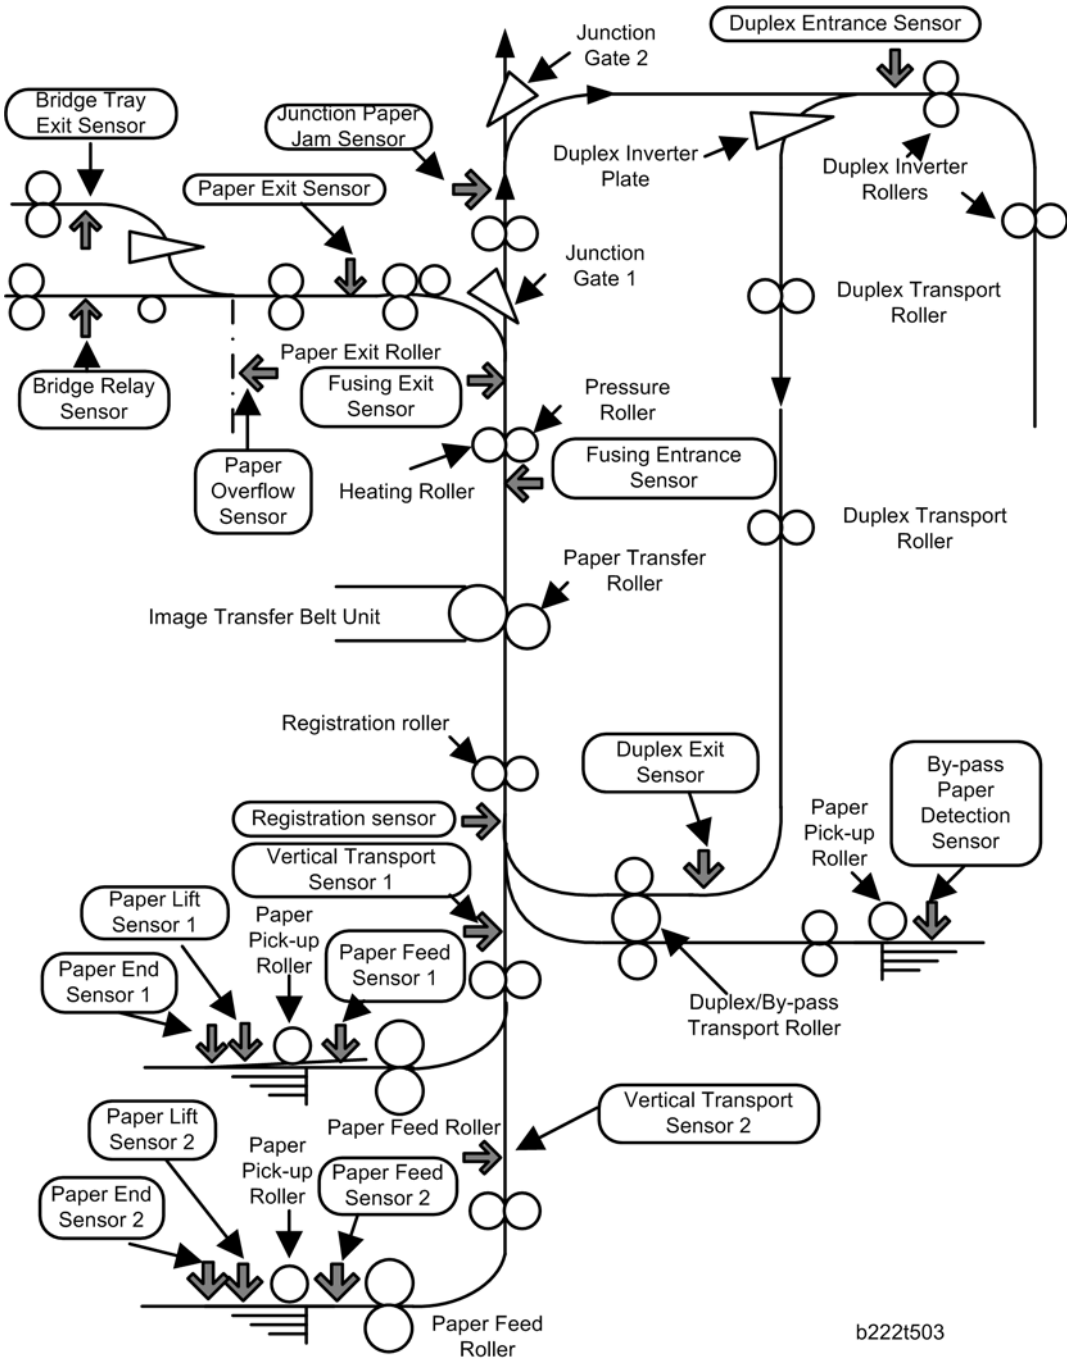 Duplex Entrance Sensor
Junction
Gate 2
Bridge Tray
Exit Sensor
Junction Paper
Jam Sensor
Duplex Inverter
Plate
Duplex Inverter
Rollers
Paper Exit Sensor
Junction
Gate 1
Duplex Transport
Roller
Paper Exit Roller
Bridge Relay
Sensor
Fusing Exit
Sensor
Pressure
Roller
Paper
Overflow
Sensor
Heating Roller
Fusing Entrance
Sensor
Duplex Transport
Roller
Paper Transfer
Roller
Image Transfer Belt Unit
Registration roller
Duplex Exit
Sensor
By-pass
Paper
Detection
Sensor
Paper
Pick-up
Roller
Registration sensor
Vertical Transport
Sensor 1
Paper Lift
Sensor 1
Paper
Pick-up
Roller
Paper Feed
Sensor 1
Paper End
Sensor 1
Duplex/By-pass
Transport Roller
Paper Lift
Sensor 2
Paper Feed Roller
Vertical Transport
Sensor 2
Paper
Pick-up
Roller
Paper Feed
Sensor 2
Paper End
Sensor 2
Paper Feed
Roller
b222t503